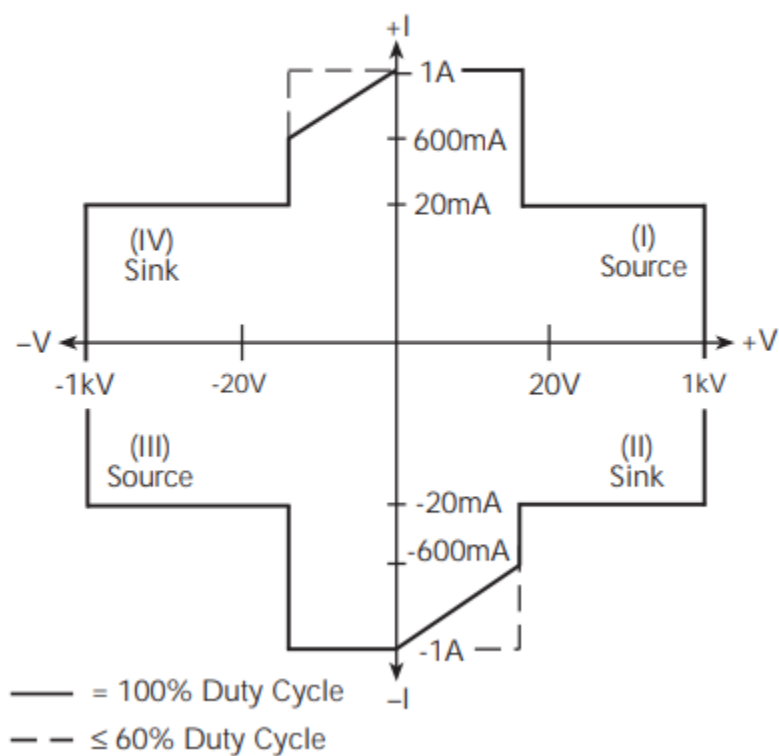 +I
1A
600mA
20mA
(IV)
Sink
(I)
Source
–V
+V
-1kV
-20V
20V
1kV
(III)
Source
(II)
Sink
-20mA
-600mA
-1A
–I
= 100% Duty Cycle
≤ 60% Duty Cycle